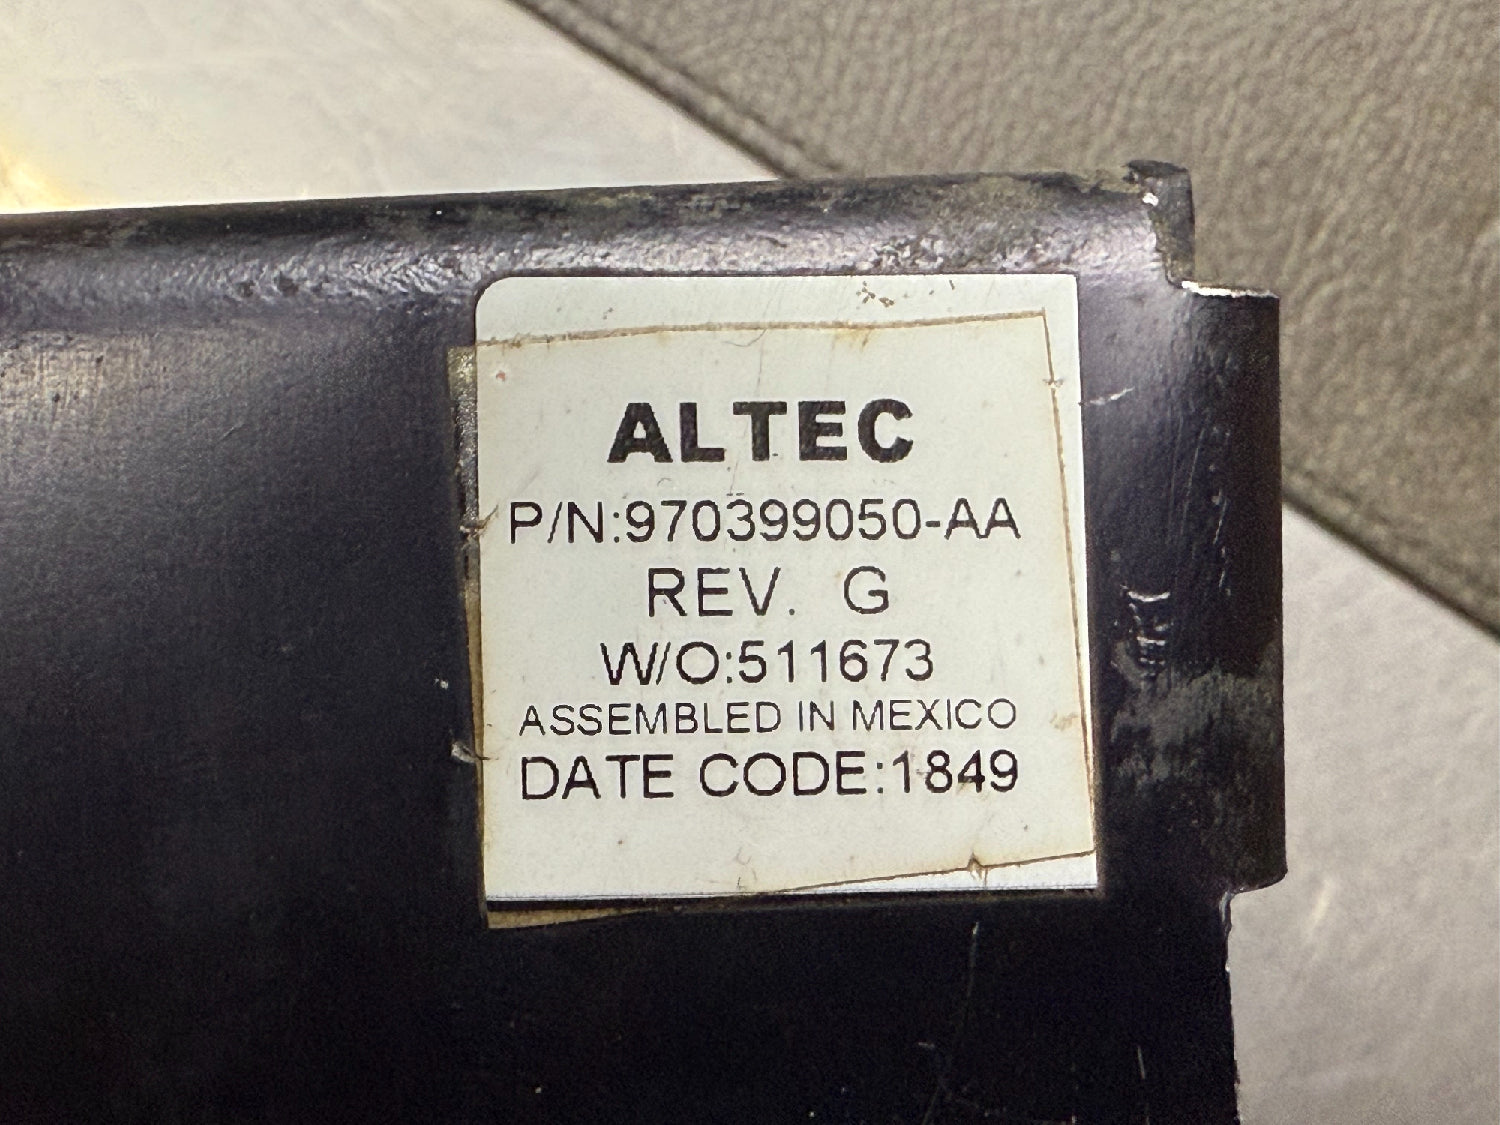 ALTEC
P/N:970399050-AA
REV. G
W/O:511673
ASSEMBLED IN MEXICO
DATE CODE:1849